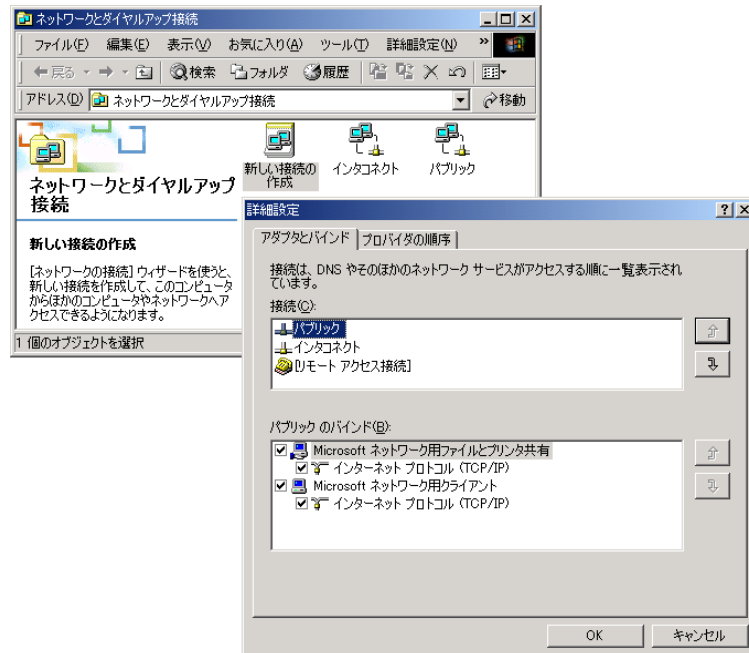 ネットワークとダイヤルアップ接続
ファイル(F) 編集(E) 表示(V) お気に入り(A) ツール(T) 詳細設定(N) »
戻る 検索 フォルダ 履歴
アドレス(D) ネットワークとダイヤルアップ接続 移動
ネットワークとダイヤルアップ
接続
新しい接続の作成
[ネットワークの接続] ウィザードを使うと、
新しい接続を作成して、このコンピュータ
からほかのコンピュータやネットワークへア
クセスできるようになります。
新しい接続の
作成
インタコネクト
パブリック
1 個のオブジェクトを選択
詳細設定
アダプタとバインド プロバイダの順序
接続は、DNS やそのほかのネットワーク サービスがアクセスする順に一覧表示され
ています。
接続(C):
パブリック
インタコネクト
[リモート アクセス接続]
パブリック のバインド(B):
Microsoft ネットワーク用ファイルとプリンタ共有
インターネット プロトコル (TCP/IP)
Microsoft ネットワーク用クライアント
インターネット プロトコル (TCP/IP)
OK キャンセル